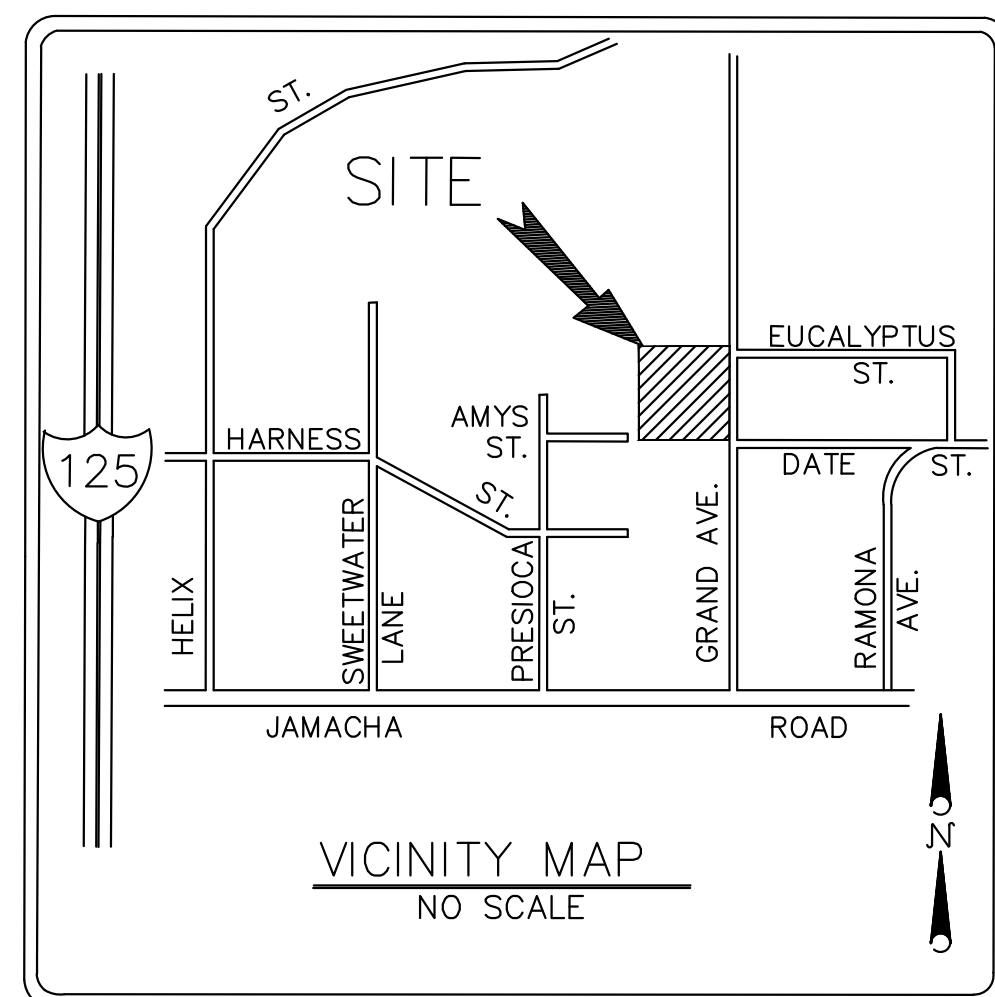 ST.
SITE
EUCALYPTUS
ST.
AMYS
ST.
HARNESS
125
DATE
ST.
ST.
HELIX
SWEETWATER
LANE
PRESIOCA
ST.
GRAND AVE.
RAMONA
AVE.
JAMACHA
ROAD
N
VICINITY MAP
NO SCALE